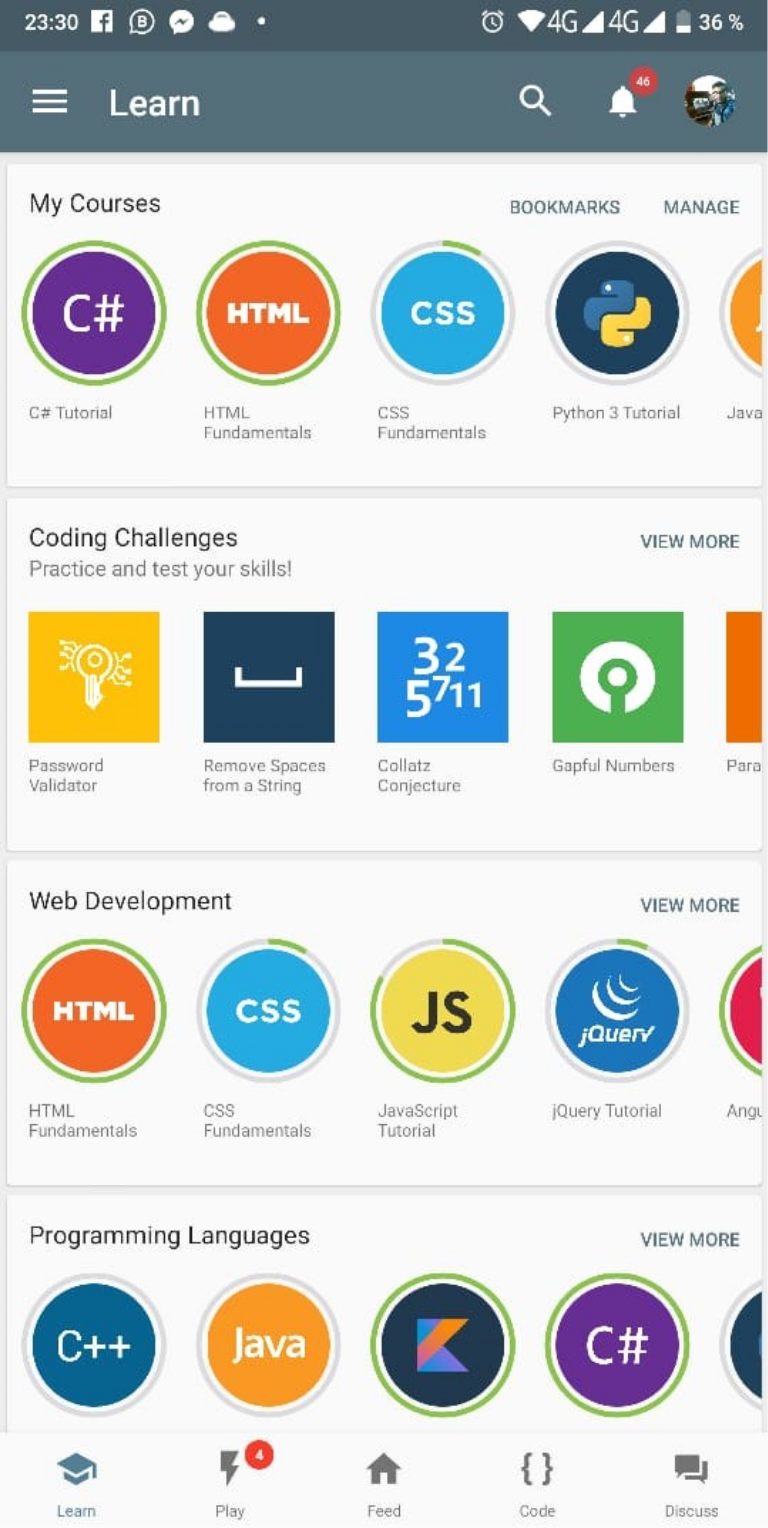 23:30 4G 4G 36 %
Learn 46
My Courses BOOKMARKS MANAGE
C# HTML CSS
C# Tutorial HTML CSS Python 3 Tutorial Java
Fundamentals Fundamentals
Coding Challenges VIEW MORE
Practice and test your skills!
32
5711
Password Remove Spaces Collatz Gapful Numbers Para
Validator from a String Conjecture
Web Development VIEW MORE
HTML CSS JS jQuery
HTML CSS JavaScript jQuery Tutorial Angu
Fundamentals Fundamentals Tutorial
Programming Languages VIEW MORE
C++ Java C#
4
{ }
Learn Play Feed Code Discuss